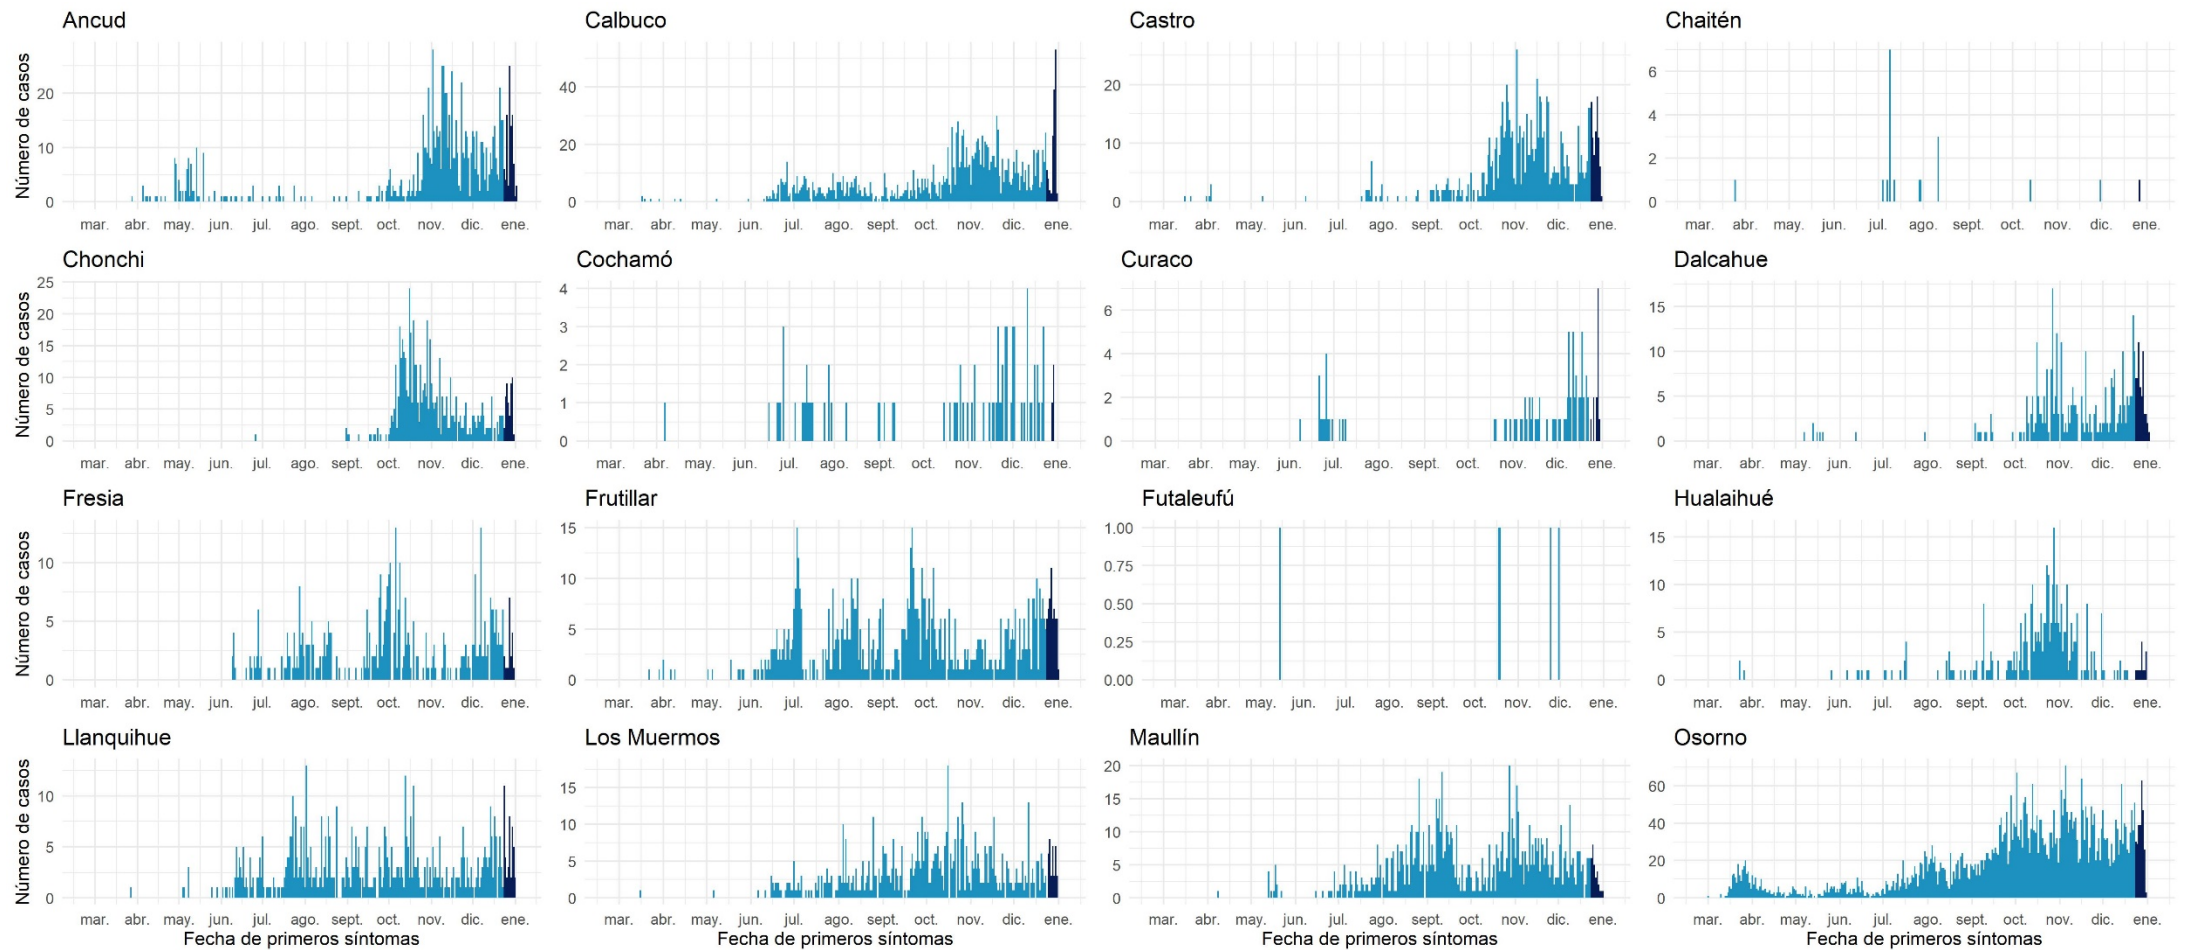 Ancud
Calbuco
Castro
Chaitén
Número de casos
20
10
0
40
20
0
20
10
0
6
4
2
0
mar. abr. may. jun. jul. ago. sept. oct. nov. dic. ene.
mar. abr. may. jun. jul. ago. sept. oct. nov. dic. ene.
mar. abr. may. jun. jul. ago. sept. oct. nov. dic. ene.
mar. abr. may. jun. jul. ago. sept. oct. nov. dic. ene.
Chonchi
Cochamó
Curaco
Dalcahue
Número de casos
25
20
15
10
5
0
4
3
2
1
0
6
4
2
0
15
10
5
0
mar. abr. may. jun. jul. ago. sept. oct. nov. dic. ene.
mar. abr. may. jun. jul. ago. sept. oct. nov. dic. ene.
mar. abr. may. jun. jul. ago. sept. oct. nov. dic. ene.
mar. abr. may. jun. jul. ago. sept. oct. nov. dic. ene.
Fresia
Frutillar
Futaleufú
Hualaihué
Número de casos
10
5
0
15
10
5
0
1.00
0.75
0.50
0.25
0.00
15
10
5
0
mar. abr. may. jun. jul. ago. sept. oct. nov. dic. ene.
mar. abr. may. jun. jul. ago. sept. oct. nov. dic. ene.
mar. abr. may. jun. jul. ago. sept. oct. nov. dic. ene.
mar. abr. may. jun. jul. ago. sept. oct. nov. dic. ene.
Llanquihue
Los Muermos
Maullín
Osorno
Número de casos
10
5
0
15
10
5
0
20
15
10
5
0
60
40
20
0
mar. abr. may. jun. jul. ago. sept. oct. nov. dic. ene.
mar. abr. may. jun. jul. ago. sept. oct. nov. dic. ene.
mar. abr. may. jun. jul. ago. sept. oct. nov. dic. ene.
mar. abr. may. jun. jul. ago. sept. oct. nov. dic. ene.
Fecha de primeros síntomas
Fecha de primeros síntomas
Fecha de primeros síntomas
Fecha de primeros síntomas